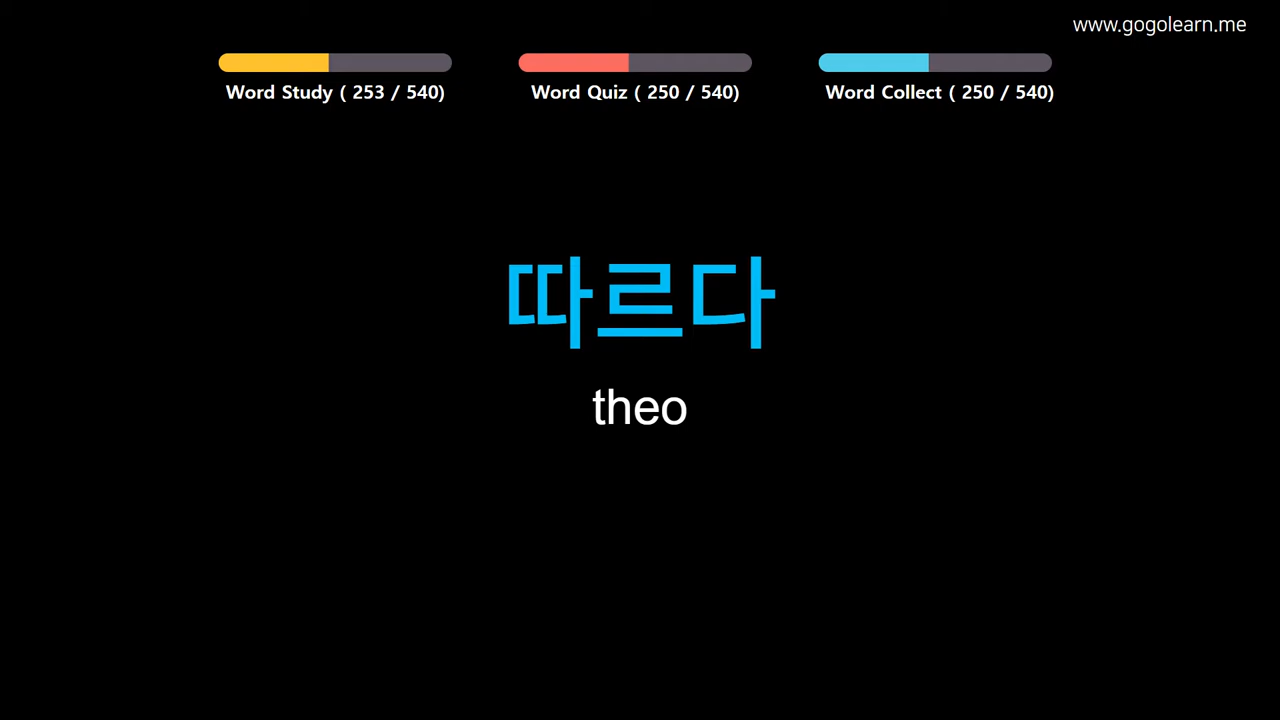 www.gogolearn.me
Word Study ( 253 / 540)
Word Quiz ( 250 / 540)
Word Collect ( 250 / 540)
따르다
theo